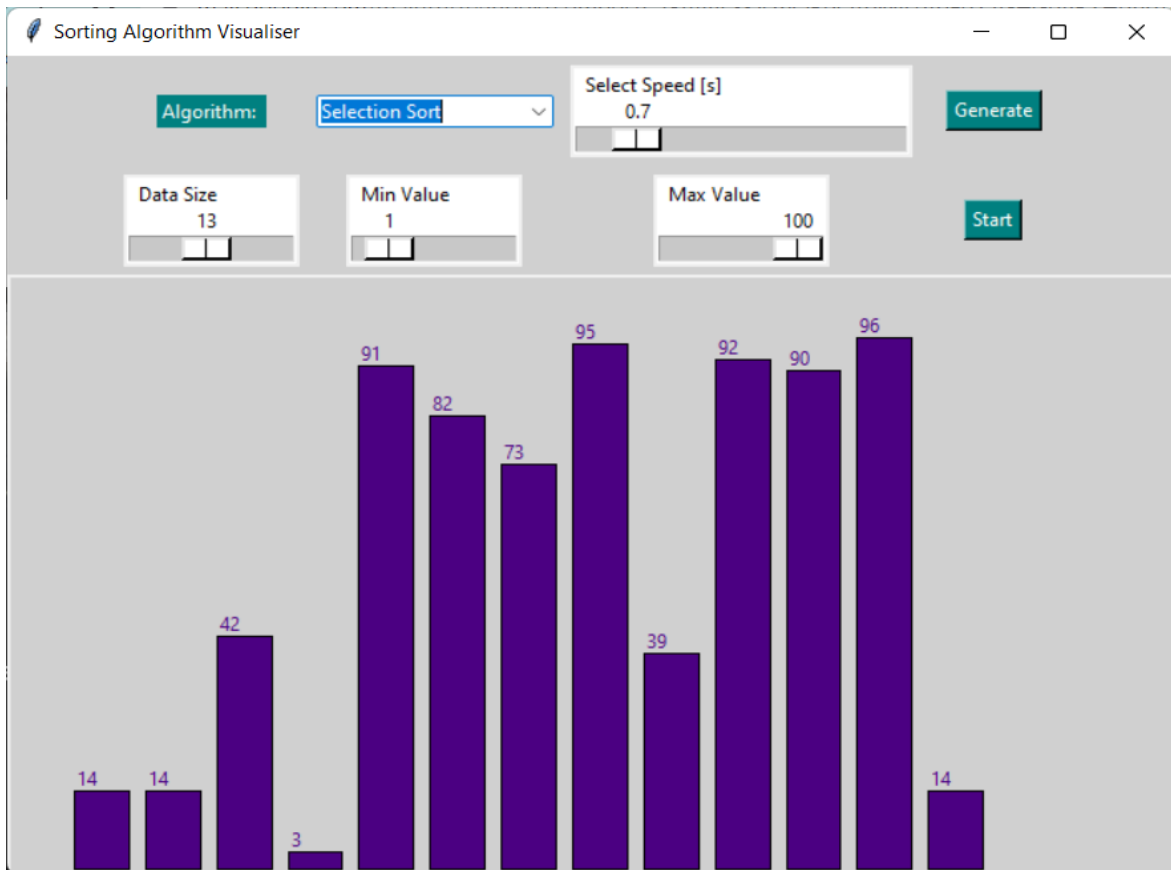 Sorting Algorithm Visualiser
Algorithm:
Selection Sort
Select Speed [s]
0.7
Generate
Data Size
13
Min Value
1
Max Value
100
Start
14
14
42
3
91
82
73
95
39
92
90
96
14